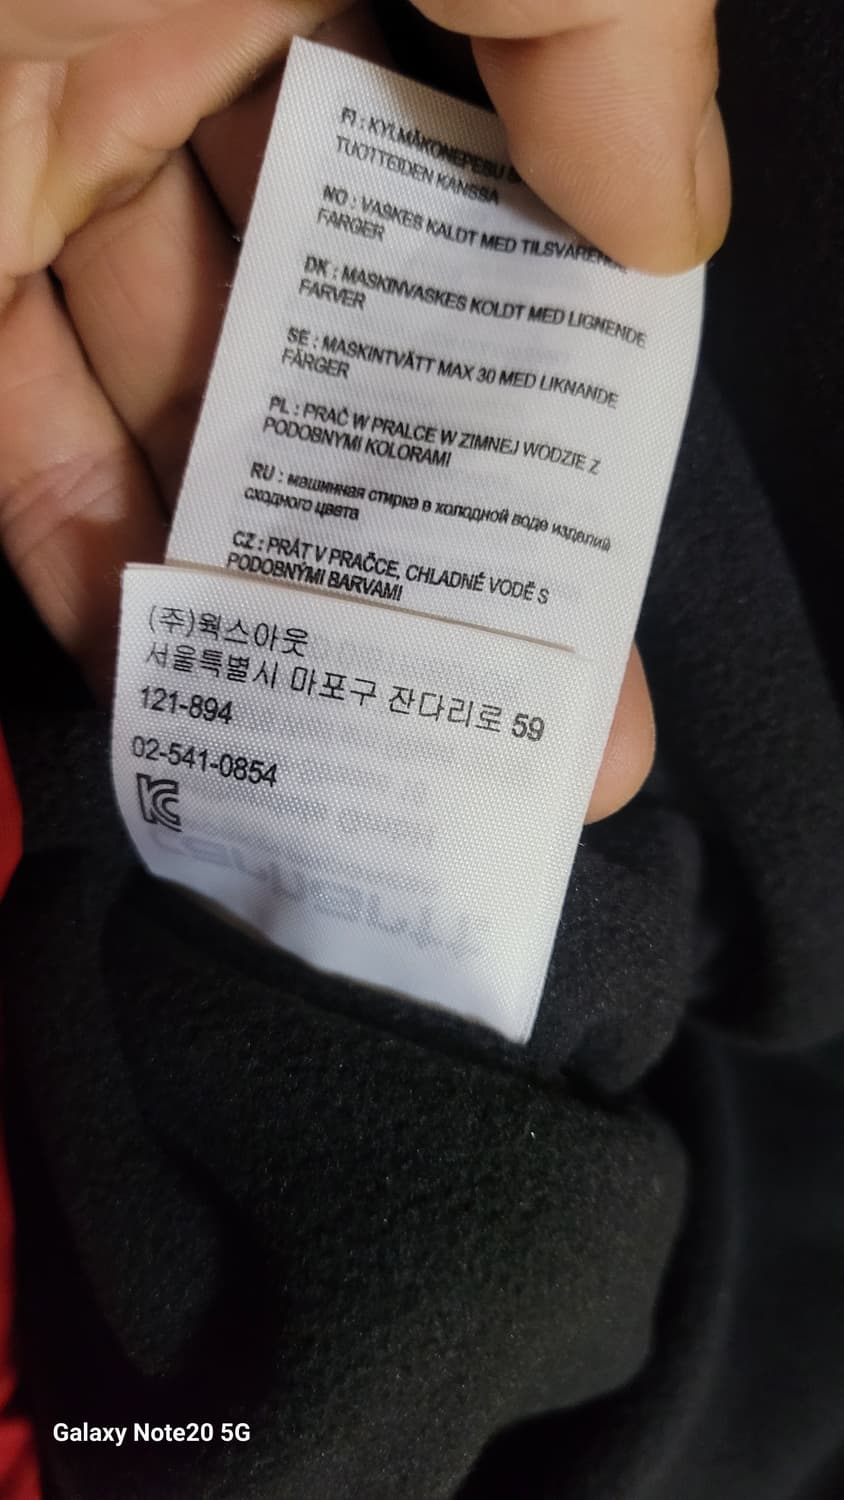 FI : KYLMÄKONEPESU
TUOTTEIDEN KANSSA
NO : VASKES KALDT MED
FARGER
DK : MASKINVASKES KOLDT MED LIGNENDE
FARVER
SE : MASKINTVÄTT MAX 30 MED LIKNANDE
FÄRGER
PL : PRAĆ W PRALCE W ZIMNEJ WODZIE Z
PODOBNYMI KOLORAMI
RU : машинная стирка в холодной воде изделий
сходного цвета
CZ : PRÁT V PRAČCE, CHLADNÉ VODĚ S
PODOBNÝMI BARVAMI
(주)웍스아웃
서울특별시 마포구 잔다리로 59
121-894
02-541-0854
Galaxy Note20 5G